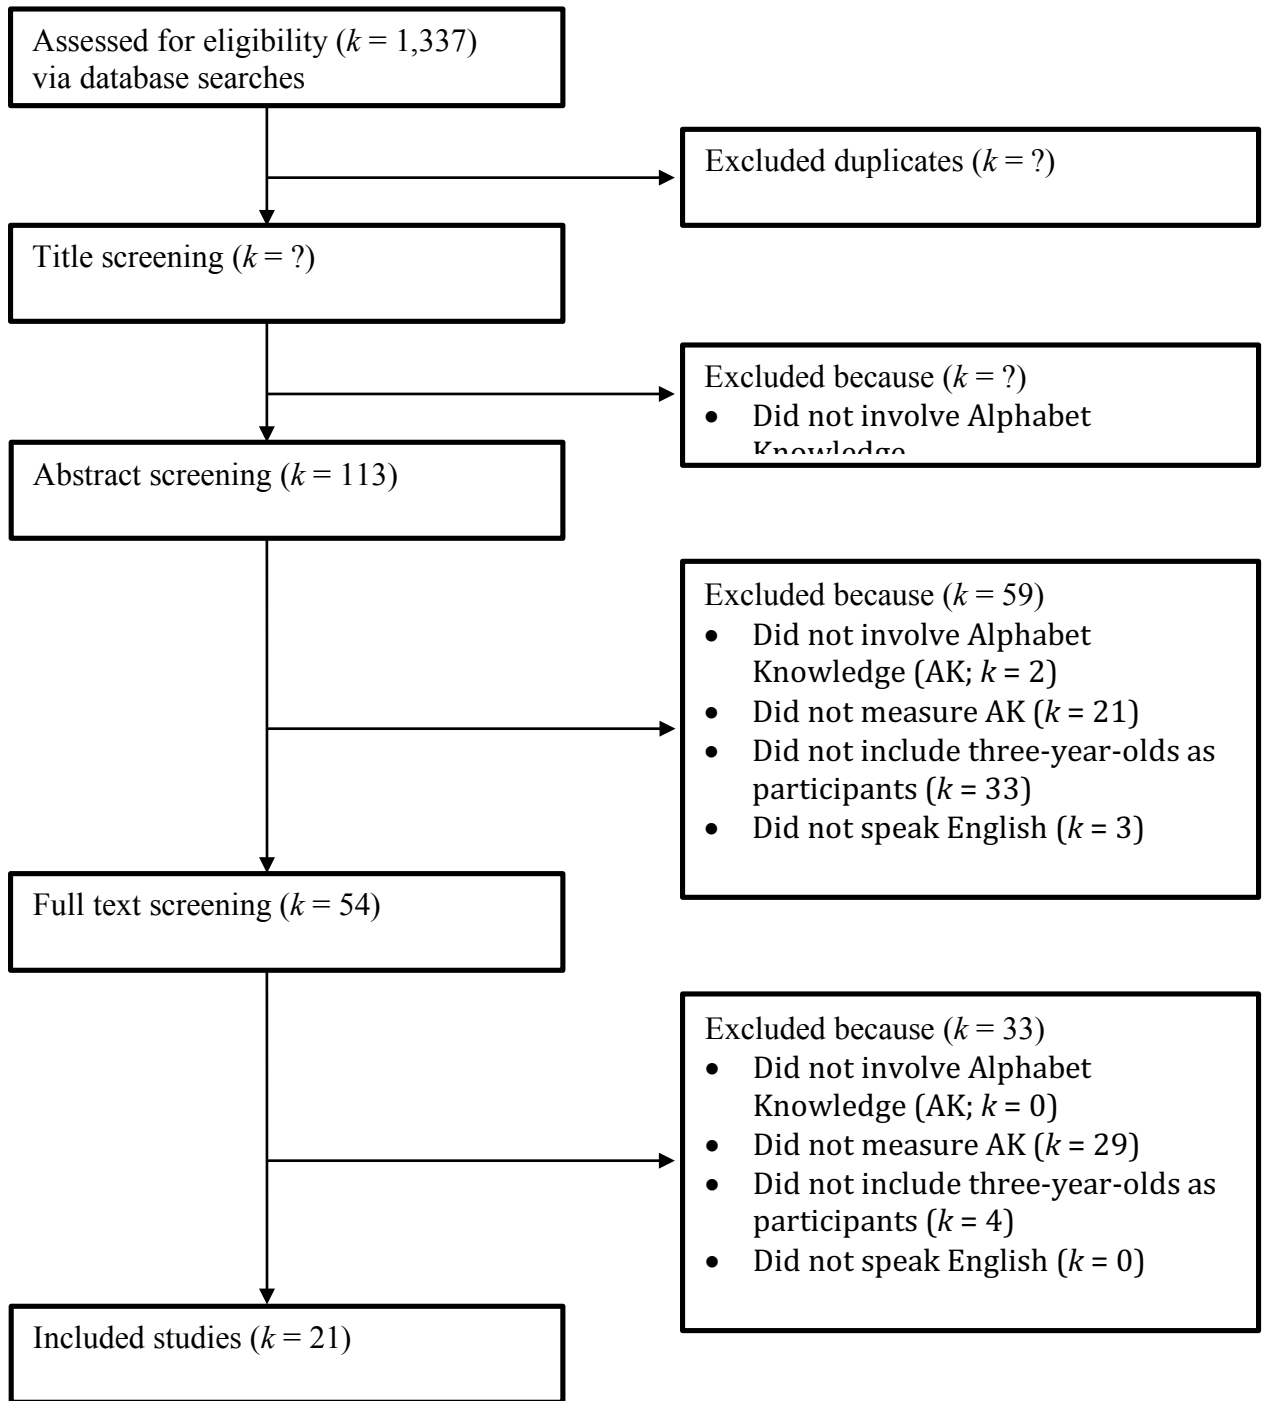 Assessed for eligibility (k = 1,337)
via database searches
Excluded duplicates (k = ?)
Title screening (k = ?)
Excluded because (k = ?)
• Did not involve Alphabet
Knowledge
Abstract screening (k = 113)
Excluded because (k = 59)
• Did not involve Alphabet
Knowledge (AK; k = 2)
• Did not measure AK (k = 21)
• Did not include three-year-olds as
participants (k = 33)
• Did not speak English (k = 3)
Full text screening (k = 54)
Excluded because (k = 33)
• Did not involve Alphabet
Knowledge (AK; k = 0)
• Did not measure AK (k = 29)
• Did not include three-year-olds as
participants (k = 4)
• Did not speak English (k = 0)
Included studies (k = 21)